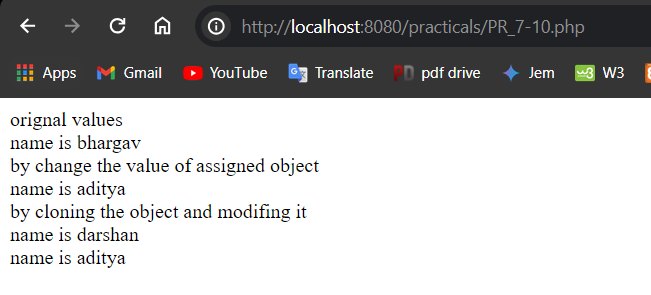 http://localhost:8080/practicals/PR_7-10.php
Apps Gmail YouTube Translate pdf drive Jem W3
orignal values
name is bhargav
by change the value of assigned object
name is aditya
by cloning the object and modifing it
name is darshan
name is aditya